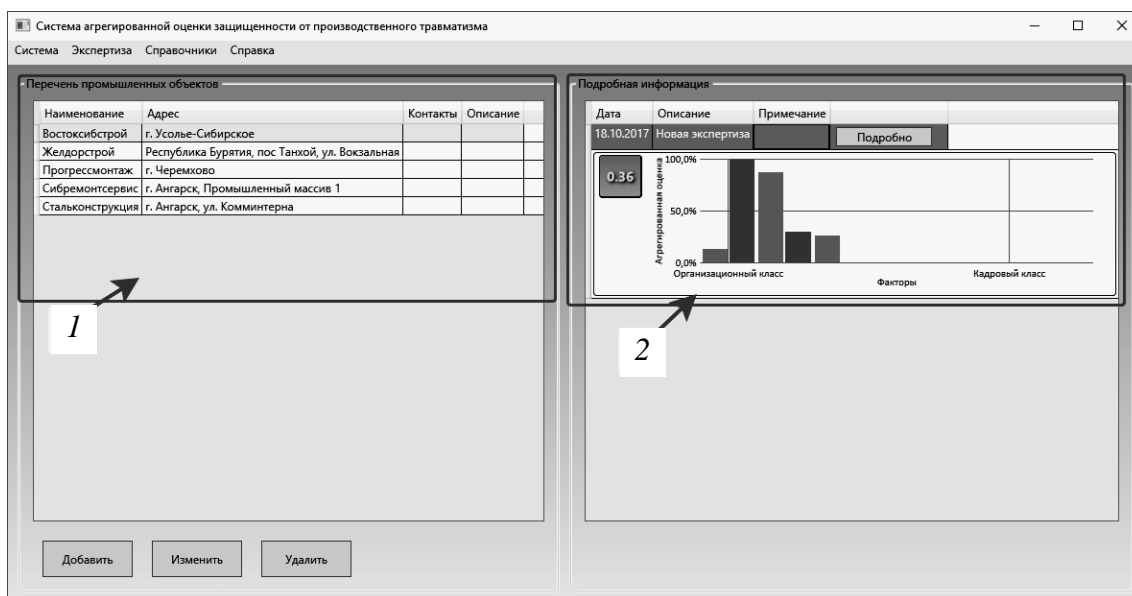 Система агрегированной оценки защищенности от производственного травматизма
Система Экспертиза Справочники Справка
Перечень промышленных объектов
Наименование Адрес Контакты Описание
Востоксибстрой г. Усолье-Сибирское
Желдорстрой Республика Бурятия, пос Танхой, ул. Вокзальная
Прогрессмонтаж г. Черемхово
Сибремонтсервис г. Ангарск, Промышленный массив 1
Стальконструкция г. Ангарск, ул. Комминтерна
1
Добавить Изменить Удалить
Подробная информация
Дата Описание Примечание
18.10.2017 Новая экспертиза Подробно
0.36
Агрегированная оценка
100,0%
50,0%
0,0%
Организационный класс Кадровый класс
Факторы
2